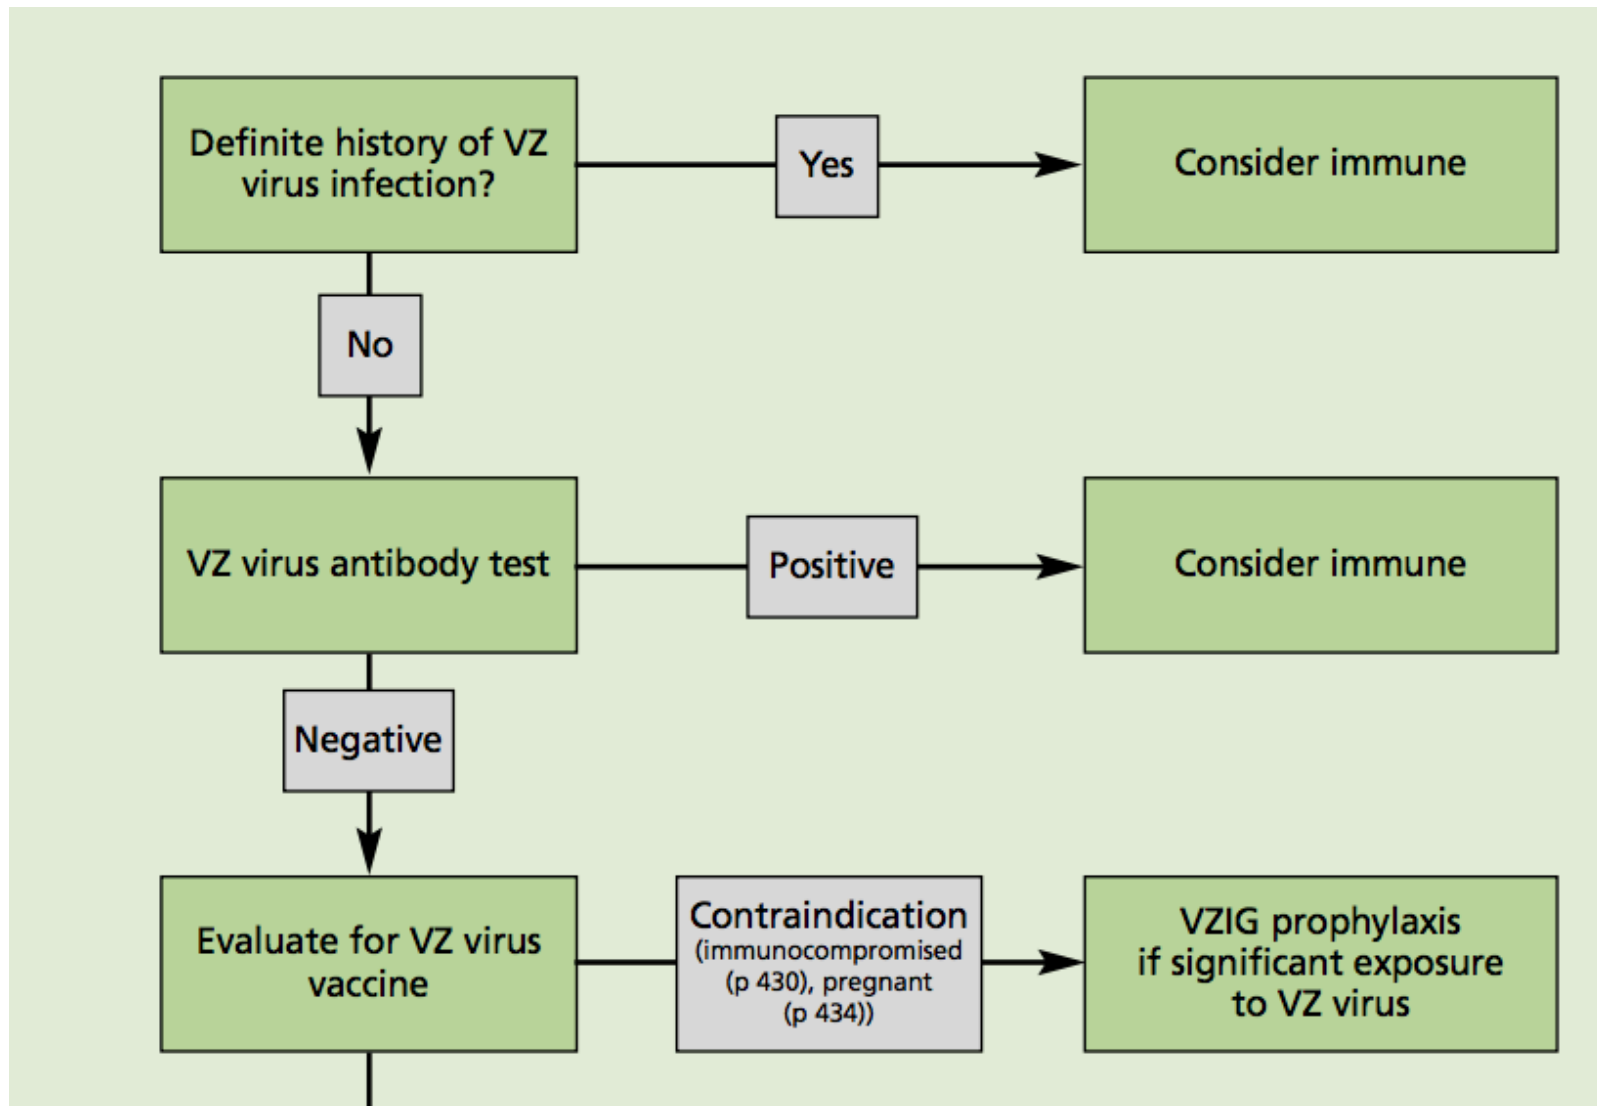 Definite history of VZ
virus infection?
Yes
Consider immune
No
VZ virus antibody test
Positive
Consider immune
Negative
Evaluate for VZ virus
vaccine
Contraindication
(immunocompromised
(p 430), pregnant
(p 434))
VZIG prophylaxis
if significant exposure
to VZ virus